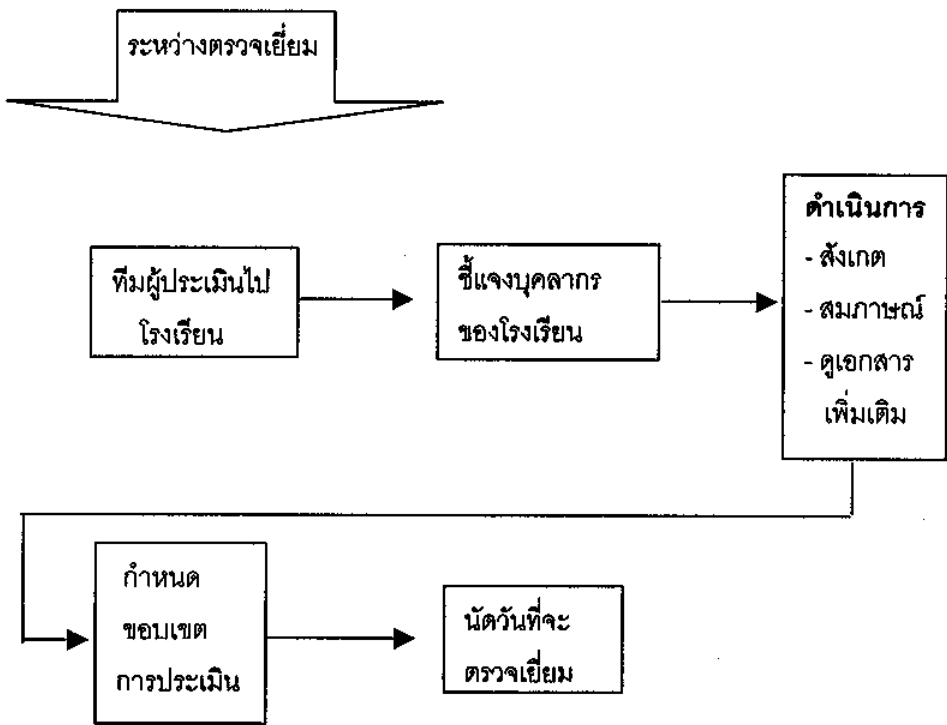 ระหว่างตรวจเยี่ยม
ทีมผู้ประเมินไป
โรงเรียน
ชี้แจงบุคลากร
ของโรงเรียน
ดำเนินการ
- สังเกต
- สมภาษณ์
- ดูเอกสาร
เพิ่มเติม
กำหนด
ขอบเขต
การประเมิน
นัดวันที่จะ
ตรวจเยี่ยม